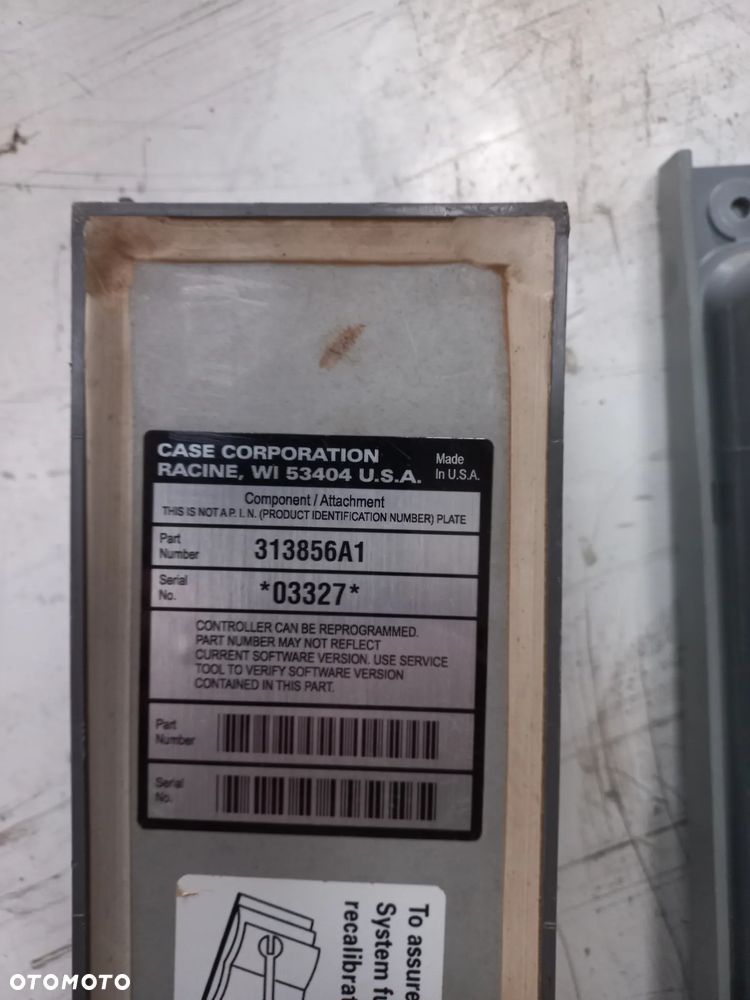 CASE CORPORATION
RACINE, WI 53404 U.S.A.
Made
In U.S.A.
Component / Attachment
THIS IS NOT A P. I. N. (PRODUCT IDENTIFICATION NUMBER) PLATE
Part
Number
313856A1
Serial
No.
*03327*
CONTROLLER CAN BE REPROGRAMMED.
PART NUMBER MAY NOT REFLECT
CURRENT SOFTWARE VERSION. USE SERVICE
TOOL TO VERIFY SOFTWARE VERSION
CONTAINED IN THIS PART.
Part
Number
Serial
No.
To assure
System fu
recalibrat
OTOMOTO